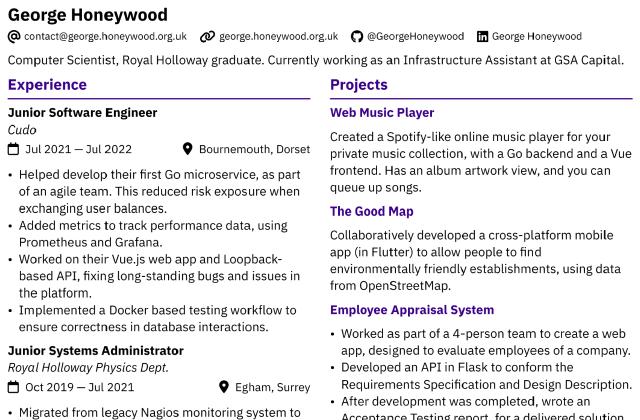 George Honeywood
contact@george.honeywood.org.uk george.honeywood.org.uk @GeorgeHoneywood George Honeywood
Computer Scientist, Royal Holloway graduate. Currently working as an Infrastructure Assistant at GSA Capital.
Experience
Junior Software Engineer
Cudo
Jul 2021 — Jul 2022 Bournemouth, Dorset
• Helped develop their first Go microservice, as part
of an agile team. This reduced risk exposure when
exchanging user balances.
• Added metrics to track performance data, using
Prometheus and Grafana.
• Worked on their Vue.js web app and Loopback-
based API, fixing long-standing bugs and issues in
the platform.
• Implemented a Docker based testing workflow to
ensure correctness in database interactions.
Junior Systems Administrator
Royal Holloway Physics Dept.
Oct 2019 — Jul 2021 Egham, Surrey
• Migrated from legacy Nagios monitoring system to
Projects
Web Music Player
Created a Spotify-like online music player for your
private music collection, with a Go backend and a Vue
frontend. Has an album artwork view, and you can
queue up songs.
The Good Map
Collaboratively developed a cross-platform mobile
app (in Flutter) to allow people to find
environmentally friendly establishments, using data
from OpenStreetMap.
Employee Appraisal System
• Worked as part of a 4-person team to create a web
app, designed to evaluate employees of a company.
• Developed an API in Flask to conform the
Requirements Specification and Design Description.
• After development was completed, wrote an
Acceptance Testing report, for a delivered solution